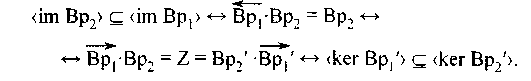 ‹im Bp₂› ⊆ ‹im Bp₁› ↔ B⃖p⃖₁·Bp₂ = Bp₂ ↔
↔ B⃗p⃗₁·Bp₂ = Z = Bp₂′ ·B⃗p⃗₁′ ↔ ‹ker Bp₁′› ⊆ ‹ker Bp₂′›.